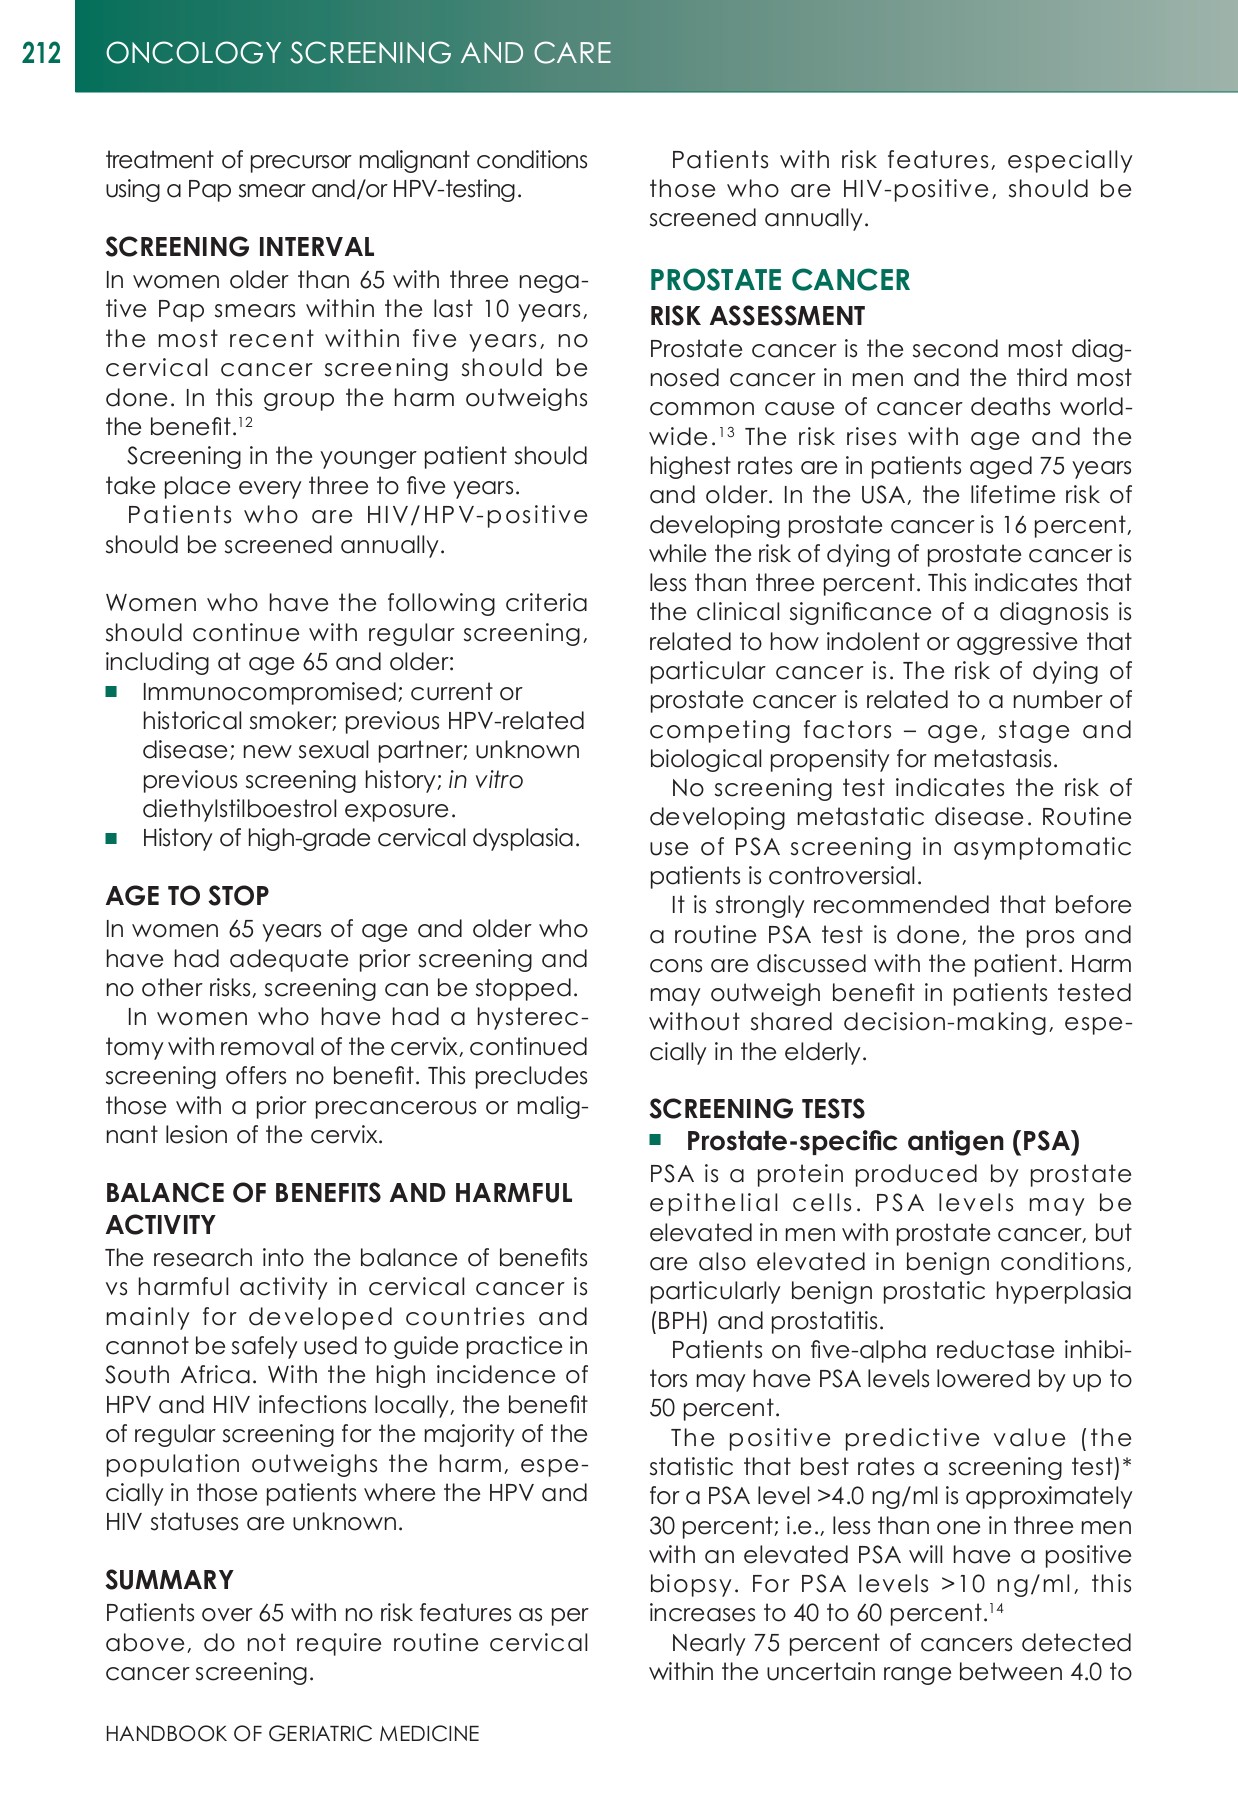 212
ONCOLOGY SCREENING AND CARE
treatment of precursor malignant conditions
using a Pap smear and/or HPV-testing.
SCREENING INTERVAL
In women older than 65 with three nega-
tive Pap smears within the last 10 years,
the most recent within five years, no
cervical cancer screening should be
done. In this group the harm outweighs
the benefit.12
Screening in the younger patient should
take place every three to five years.
Patients who are HIV/HPV-positive
should be screened annually.
Women who have the following criteria
should continue with regular screening,
including at age 65 and older:
■ Immunocompromised; current or
historical smoker; previous HPV-related
disease; new sexual partner; unknown
previous screening history; in vitro
diethylstilboestrol exposure.
■ History of high-grade cervical dysplasia.
AGE TO STOP
In women 65 years of age and older who
have had adequate prior screening and
no other risks, screening can be stopped.
In women who have had a hysterec-
tomy with removal of the cervix, continued
screening offers no benefit. This precludes
those with a prior precancerous or malig-
nant lesion of the cervix.
BALANCE OF BENEFITS AND HARMFUL
ACTIVITY
The research into the balance of benefits
vs harmful activity in cervical cancer is
mainly for developed countries and
cannot be safely used to guide practice in
South Africa. With the high incidence of
HPV and HIV infections locally, the benefit
of regular screening for the majority of the
population outweighs the harm, espe-
cially in those patients where the HPV and
HIV statuses are unknown.
SUMMARY
Patients over 65 with no risk features as per
above, do not require routine cervical
cancer screening.
Patients with risk features, especially
those who are HIV-positive, should be
screened annually.
PROSTATE CANCER
RISK ASSESSMENT
Prostate cancer is the second most diag-
nosed cancer in men and the third most
common cause of cancer deaths world-
wide.13 The risk rises with age and the
highest rates are in patients aged 75 years
and older. In the USA, the lifetime risk of
developing prostate cancer is 16 percent,
while the risk of dying of prostate cancer is
less than three percent. This indicates that
the clinical significance of a diagnosis is
related to how indolent or aggressive that
particular cancer is. The risk of dying of
prostate cancer is related to a number of
competing factors – age, stage and
biological propensity for metastasis.
No screening test indicates the risk of
developing metastatic disease. Routine
use of PSA screening in asymptomatic
patients is controversial.
It is strongly recommended that before
a routine PSA test is done, the pros and
cons are discussed with the patient. Harm
may outweigh benefit in patients tested
without shared decision-making, espe-
cially in the elderly.
SCREENING TESTS
■ Prostate-specific antigen (PSA)
PSA is a protein produced by prostate
epithelial cells. PSA levels may be
elevated in men with prostate cancer, but
are also elevated in benign conditions,
particularly benign prostatic hyperplasia
(BPH) and prostatitis.
Patients on five-alpha reductase inhibi-
tors may have PSA levels lowered by up to
50 percent.
The positive predictive value (the
statistic that best rates a screening test)*
for a PSA level >4.0 ng/ml is approximately
30 percent; i.e., less than one in three men
with an elevated PSA will have a positive
biopsy. For PSA levels >10 ng/ml, this
increases to 40 to 60 percent.14
Nearly 75 percent of cancers detected
within the uncertain range between 4.0 to
HANDBOOK OF GERIATRIC MEDICINE